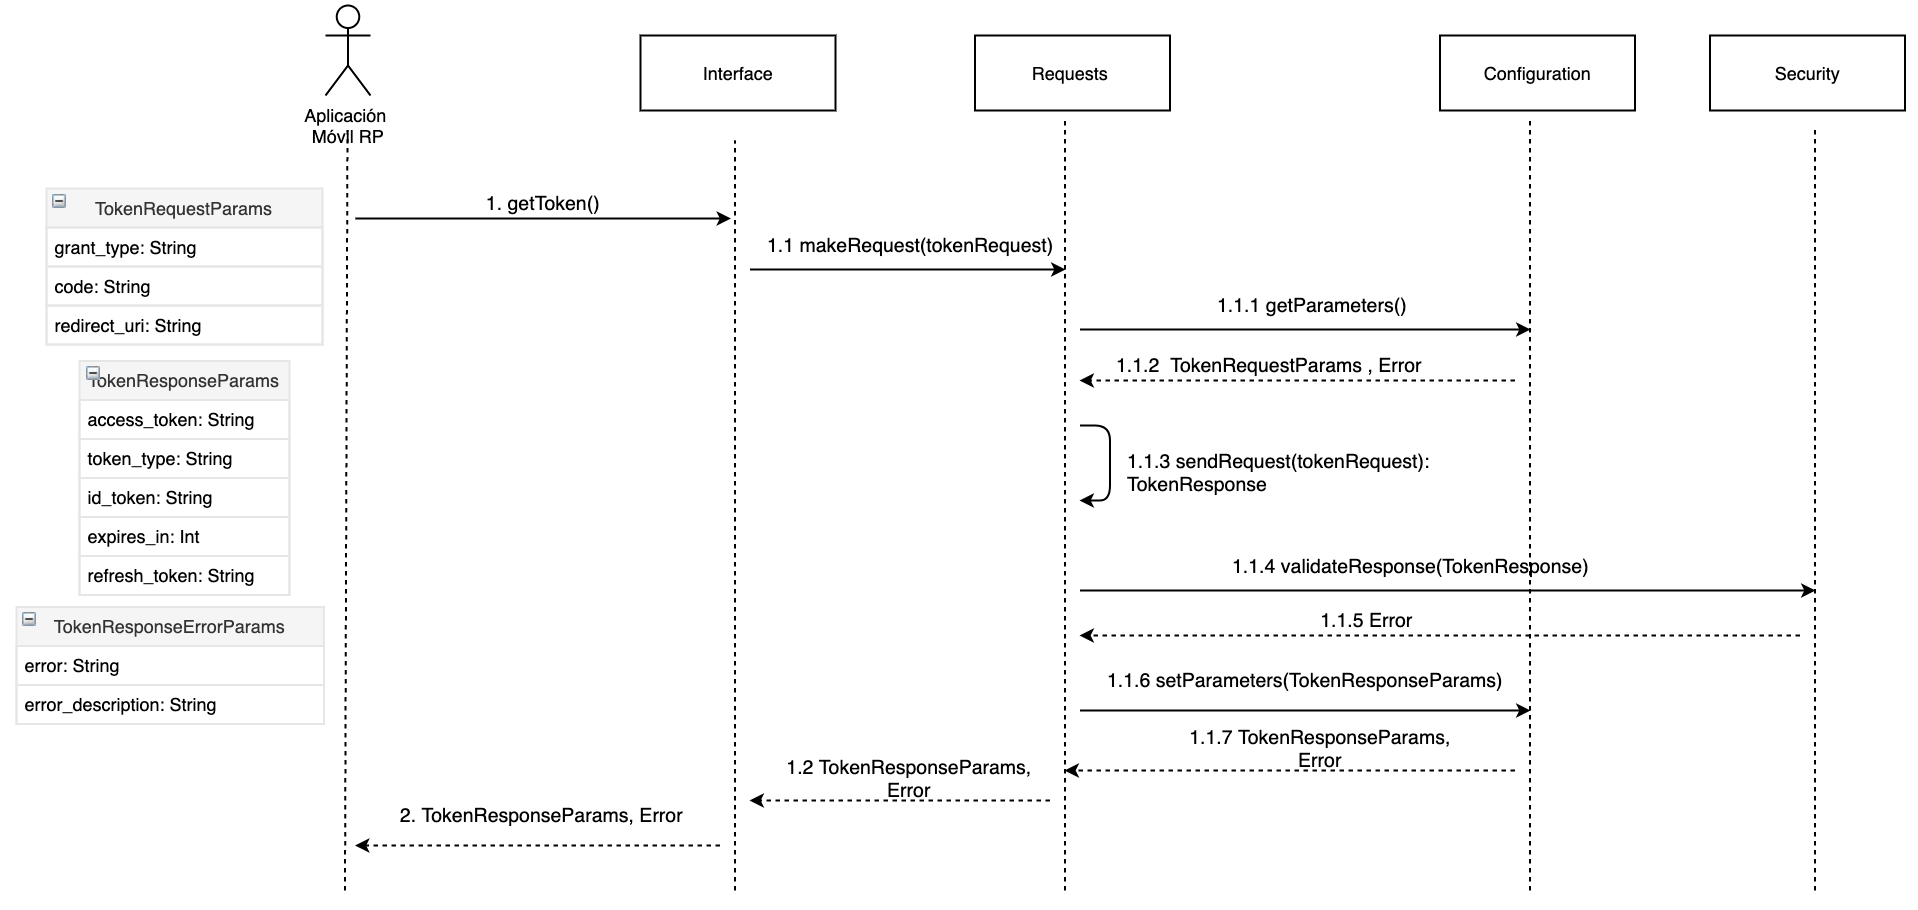 Aplicación
Móvil RP
Interface
Requests
Configuration
Security
TokenRequestParams
grant_type: String
code: String
redirect_uri: String
TokenResponseParams
access_token: String
token_type: String
id_token: String
expires_in: Int
refresh_token: String
TokenResponseErrorParams
error: String
error_description: String
1. getToken()
1.1 makeRequest(tokenRequest)
1.1.1 getParameters()
1.1.2  TokenRequestParams , Error
1.1.3 sendRequest(tokenRequest):
TokenResponse
1.1.4 validateResponse(TokenResponse)
1.1.5 Error
1.1.6 setParameters(TokenResponseParams)
1.1.7 TokenResponseParams,
Error
1.2 TokenResponseParams,
Error
2. TokenResponseParams, Error